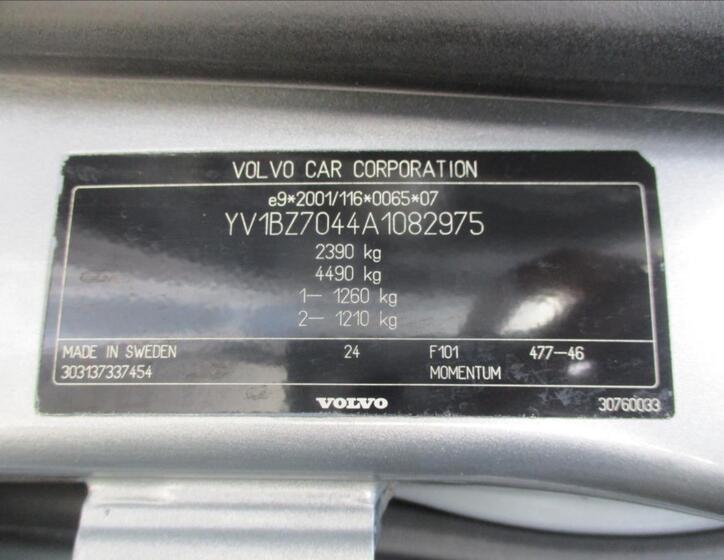 VOLVO CAR CORPORATION
e9*2001/116*0065*07
YV1BZ7044A1082975
2390 kg
4490 kg
1– 1260 kg
2– 1210 kg
MADE IN SWEDEN 24 F101 477–46
303137337454 MOMENTUM
VOLVO 30760033